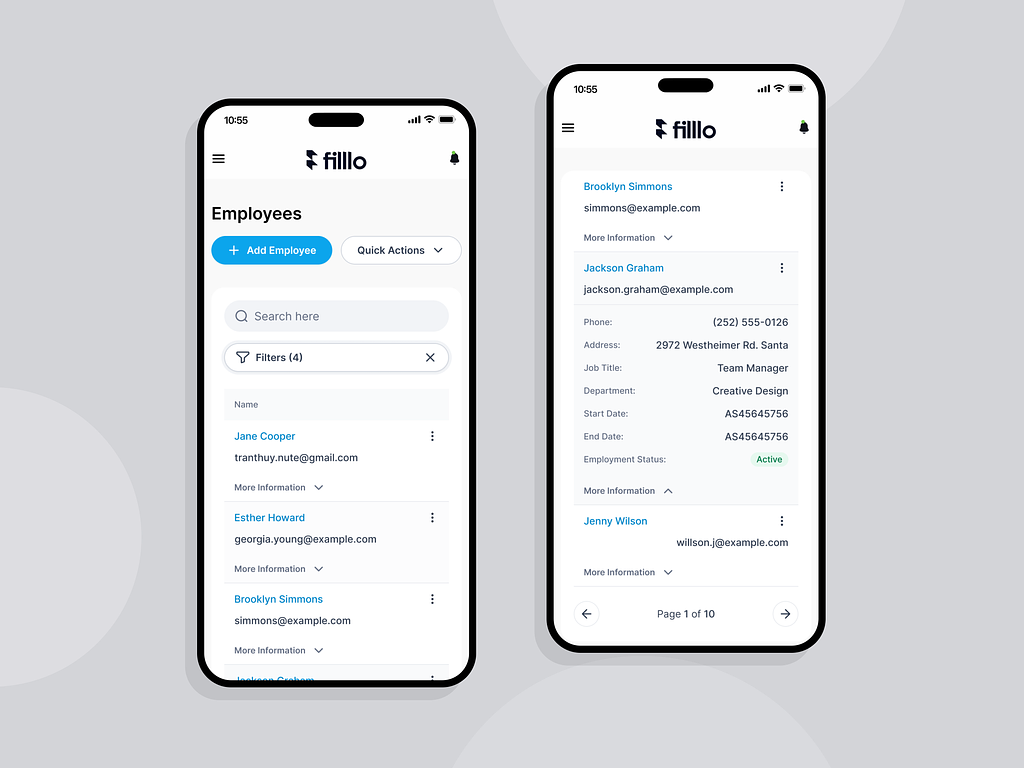 10:55
filllo
Employees
Add Employee
Quick Actions
Search here
Filters (4)
Name
Jane Cooper
tranthuy.nute@gmail.com
More Information
Esther Howard
georgia.young@example.com
More Information
Brooklyn Simmons
simmons@example.com
More Information
Jackson Graham
10:55
filllo
Brooklyn Simmons
simmons@example.com
More Information
Jackson Graham
jackson.graham@example.com
Phone: (252) 555-0126
Address: 2972 Westheimer Rd. Santa
Job Title: Team Manager
Department: Creative Design
Start Date: AS45645756
End Date: AS45645756
Employment Status: Active
More Information
Jenny Wilson
willson.j@example.com
More Information
Page 1 of 10